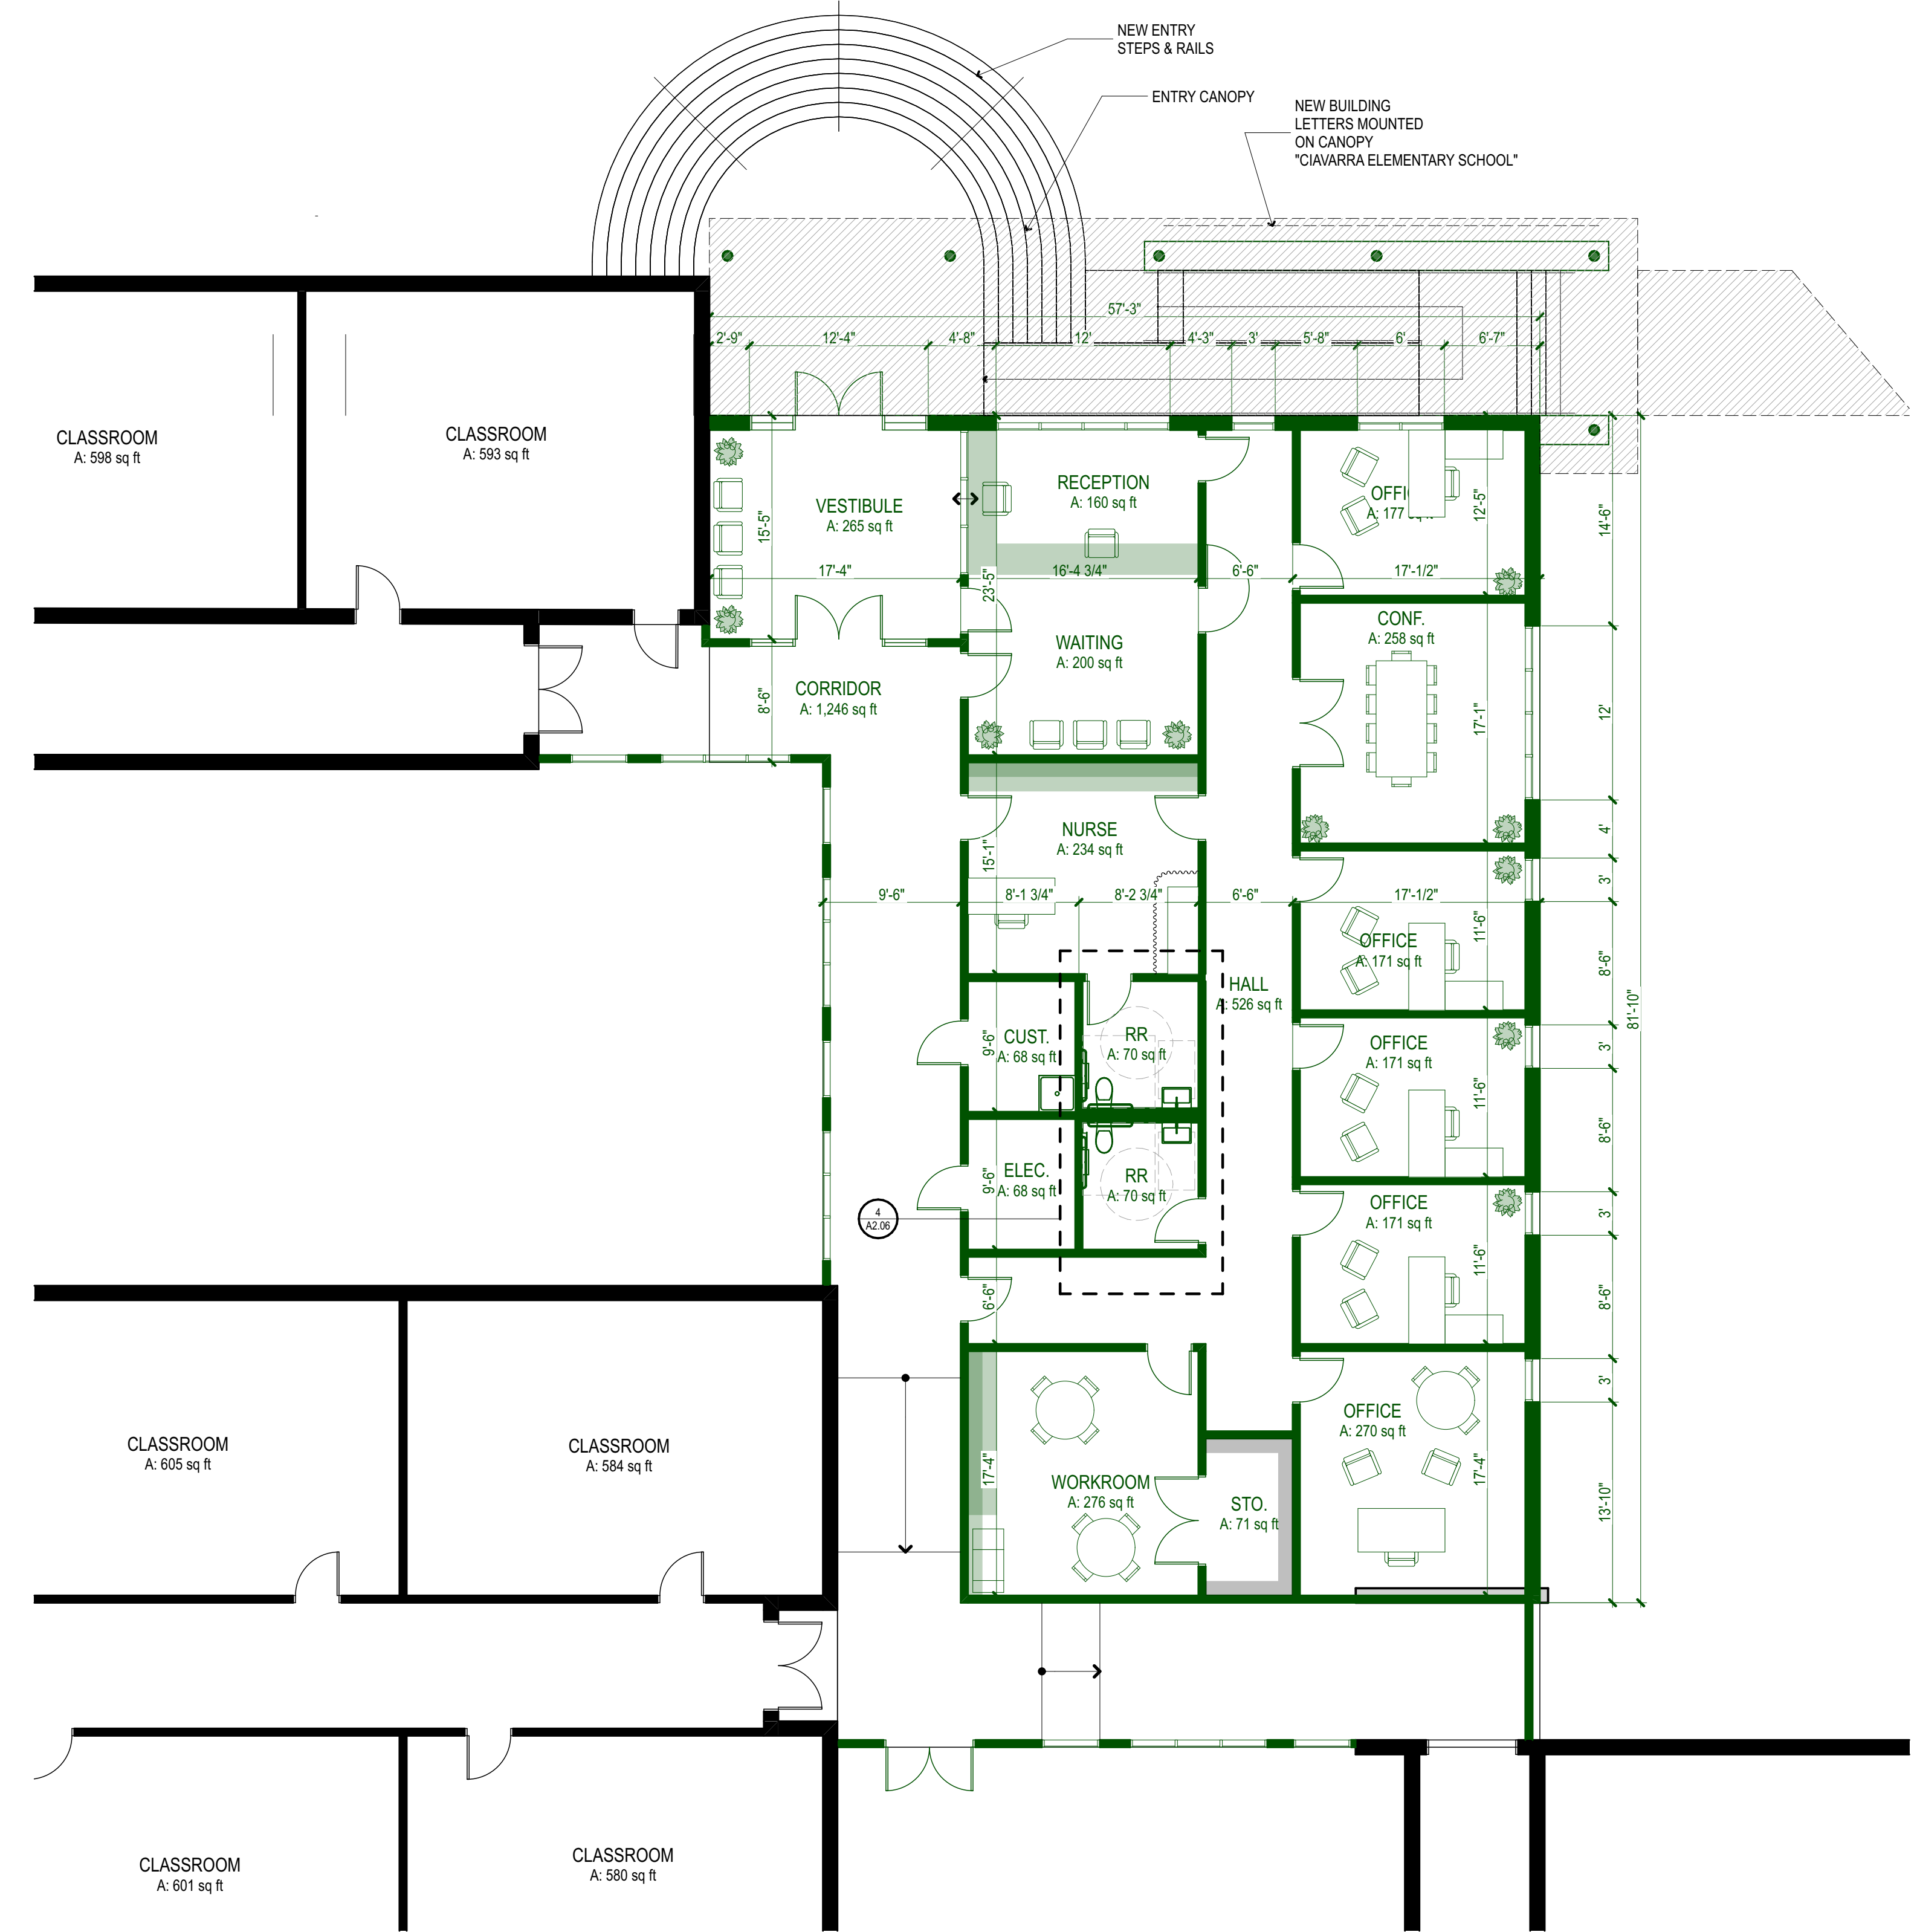 NEW ENTRY
STEPS & RAILS
ENTRY CANOPY
NEW BUILDING
LETTERS MOUNTED
ON CANOPY
"CIAVARRA ELEMENTARY SCHOOL"
57'-3"
2'-9"
12'-4"
4'-8"
12'
4'-3"
3'
5'-8"
6'
6'-7"
CLASSROOM
A: 598 sq ft
CLASSROOM
A: 593 sq ft
VESTIBULE
A: 265 sq ft
15'-5"
17'-4"
RECEPTION
A: 160 sq ft
16'-4 3/4"
23'-5"
6'-6"
A: 177
12'-5"
17'-1/2"
14'-6"
WAITING
A: 200 sq ft
CONF.
A: 258 sq ft
17'-1"
12'
CORRIDOR
A: 1,246 sq ft
8'-6"
NURSE
A: 234 sq ft
15'-1"
4'
9'-6"
8'-1 3/4"
8'-2 3/4"
6'-6"
17'-1/2"
3'
OFFICE
A: 171 sq ft
11'-6"
8'-6"
HALL
A: 526 sq ft
81'-10"
CUST.
A: 68 sq ft
9'-6"
RR
A: 70 sq ft
OFFICE
A: 171 sq ft
11'-6"
3'
8'-6"
ELEC.
A: 68 sq ft
9'-6"
RR
A: 70 sq ft
4
A2.06
OFFICE
A: 171 sq ft
11'-6"
3'
8'-6"
6'-6"
3'
OFFICE
A: 270 sq ft
17'-4"
13'-10"
CLASSROOM
A: 605 sq ft
CLASSROOM
A: 584 sq ft
17'-4"
WORKROOM
A: 276 sq ft
STO.
A: 71 sq ft
CLASSROOM
A: 601 sq ft
CLASSROOM
A: 580 sq ft